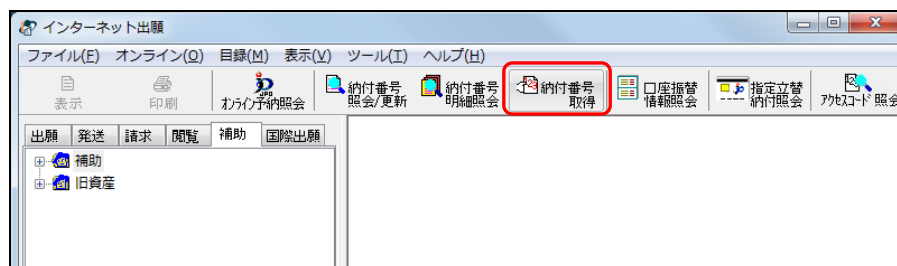 インターネット出願
ファイル(F) オンライン(O) 目録(M) 表示(V) ツール(T) ヘルプ(H)
表示
印刷
オンライン予納照会
納付番号
照会/更新
納付番号
明細照会
納付番号
取得
口座振替
情報照会
指定立替
納付照会
アクセスコード照会
出願 発送 請求 閲覧 補助 国際出願
補助
旧資産